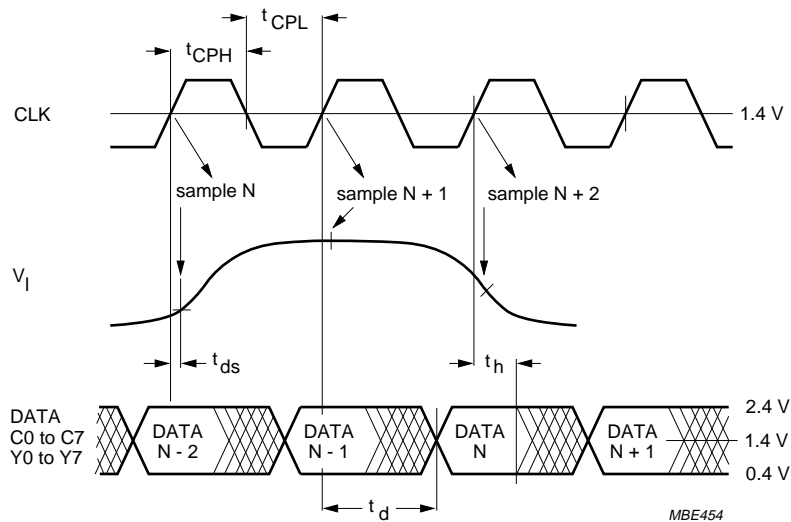 t CPL
t CPH
CLK
1.4 V
sample N
sample N + 1
sample N + 2
V I
t ds
t h
DATA
C0 to C7
Y0 to Y7
DATA
N - 2
DATA
N - 1
DATA
N
DATA
N + 1
2.4 V
1.4 V
0.4 V
t d
MBE454